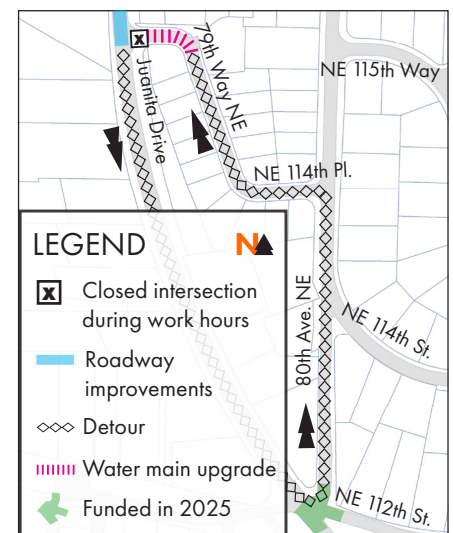 x
79th Way NE
Juanita Drive
NE 115th Way
NE 114th Pl.
80th Ave. NE
NE 114th St.
NE 112th St.
LEGEND
N
x
Closed intersection
during work hours
Roadway
improvements
Detour
Water main upgrade
Funded in 2025